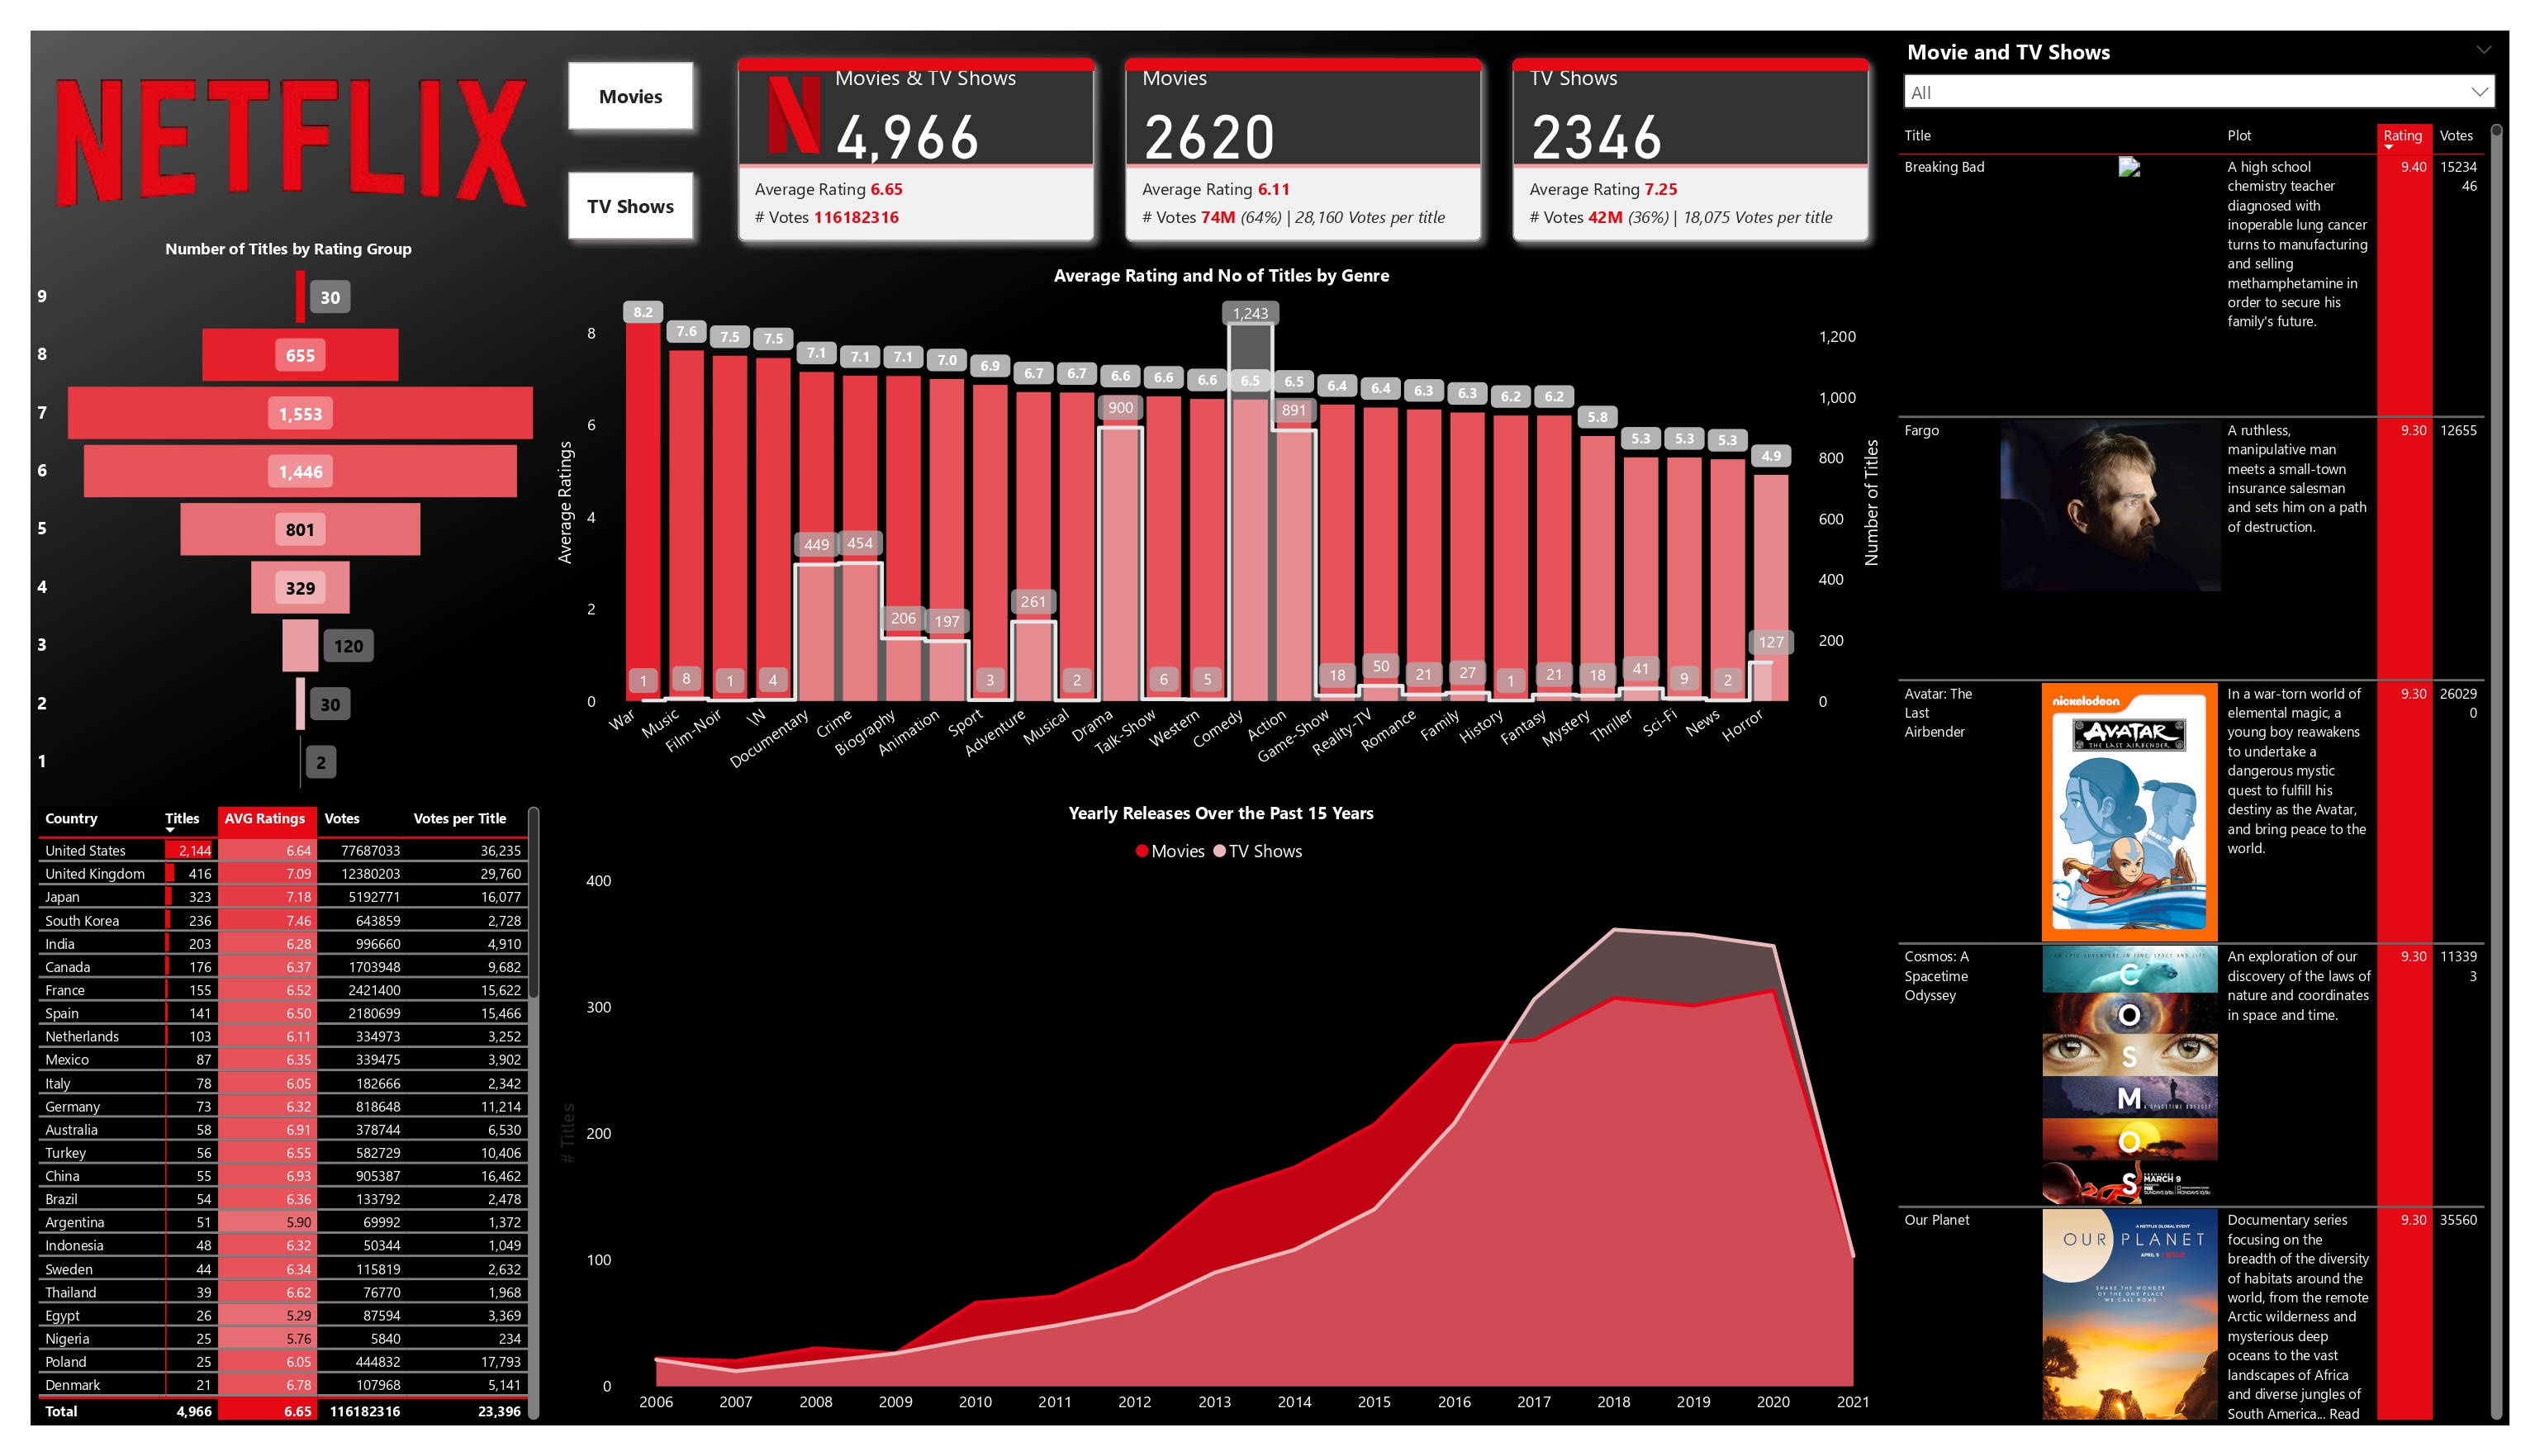 NETFLIX
Movies
TV Shows
Movies & TV Shows
4,966
Average Rating 6.65
# Votes 116182316
Movies
2620
Average Rating 6.11
# Votes 74M (64%) | 28,160 Votes per title
TV Shows
2346
Average Rating 7.25
# Votes 42M (36%) | 18,075 Votes per title
Number of Titles by Rating Group
9 30
8 655
7 1,553
6 1,446
5 801
4 329
3 120
2 30
1 2
Average Rating and No of Titles by Genre
Average Ratings
8
6
4
2
0
8.2 7.6 7.5 7.5 7.1 7.1 7.1 7.0 6.9 6.7 6.7 6.6 6.6 6.6 6.5 6.5 6.4 6.4 6.3 6.3 6.2 6.2 5.8 5.3 5.3 5.3 4.9
1 8 1 4 449 454 206 197 3 261 2 900 6 5 1,243 891 18 50 21 27 1 21 18 41 9 2 127
War Music Film-Noir \N Documentary Crime Biography Animation Sport Adventure Musical Drama Talk-Show Western Comedy Action Game-Show Reality-TV Romance Family History Fantasy Mystery Thriller Sci-Fi News Horror
1,200
1,000
800
600
400
200
0
Number of Titles
Country Titles AVG Ratings Votes Votes per Title
United States 2,144 6.64 77687033 36,235
United Kingdom 416 7.09 12380203 29,760
Japan 323 7.18 5192771 16,077
South Korea 236 7.46 643859 2,728
India 203 6.28 996660 4,910
Canada 176 6.37 1703948 9,682
France 155 6.52 2421400 15,622
Spain 141 6.50 2180699 15,466
Netherlands 103 6.11 334973 3,252
Mexico 87 6.35 339475 3,902
Italy 78 6.05 182666 2,342
Germany 73 6.32 818648 11,214
Australia 58 6.91 378744 6,530
Turkey 56 6.55 582729 10,406
China 55 6.93 905387 16,462
Brazil 54 6.36 133792 2,478
Argentina 51 5.90 69992 1,372
Indonesia 48 6.32 50344 1,049
Sweden 44 6.34 115819 2,632
Thailand 39 6.62 76770 1,968
Egypt 26 5.29 87594 3,369
Nigeria 25 5.76 5840 234
Poland 25 6.05 444832 17,793
Denmark 21 6.78 107968 5,141
Total 4,966 6.65 116182316 23,396
Yearly Releases Over the Past 15 Years
Movies TV Shows
# Titles
400
300
200
100
0
2006 2007 2008 2009 2010 2011 2012 2013 2014 2015 2016 2017 2018 2019 2020 2021
Movie and TV Shows
All
Title Plot Rating Votes
Breaking Bad
A high school
chemistry teacher
diagnosed with
inoperable lung cancer
turns to manufacturing
and selling
methamphetamine in
order to secure his
family's future.
9.40
15234
46
Fargo
A ruthless,
manipulative man
meets a small-town
insurance salesman
and sets him on a path
of destruction.
9.30
12655
Avatar: The
Last
Airbender
nickelodeon
AVATAR
THE LAST AIRBENDER
In a war-torn world of
elemental magic, a
young boy reawakens
to undertake a
dangerous mystic
quest to fulfill his
destiny as the Avatar,
and bring peace to the
world.
9.30
26029
0
Cosmos: A
Spacetime
Odyssey
AN EPIC ADVENTURE IN TIME, SPACE AND LIFE
C
O
S
M
A SPACETIME ODYSSEY
O
S
MARCH 9
An exploration of our
discovery of the laws of
nature and coordinates
in space and time.
9.30
11339
3
Our Planet
A NETFLIX GLOBAL EVENT
OUR PLANET
APRIL 5 NETFLIX
SHARE THE WONDER
OF THE ONE PLACE
WE CALL HOME
Documentary series
focusing on the
breadth of the diversity
of habitats around the
world, from the remote
Arctic wilderness and
mysterious deep
oceans to the vast
landscapes of Africa
and diverse jungles of
South America... Read
9.30
35560